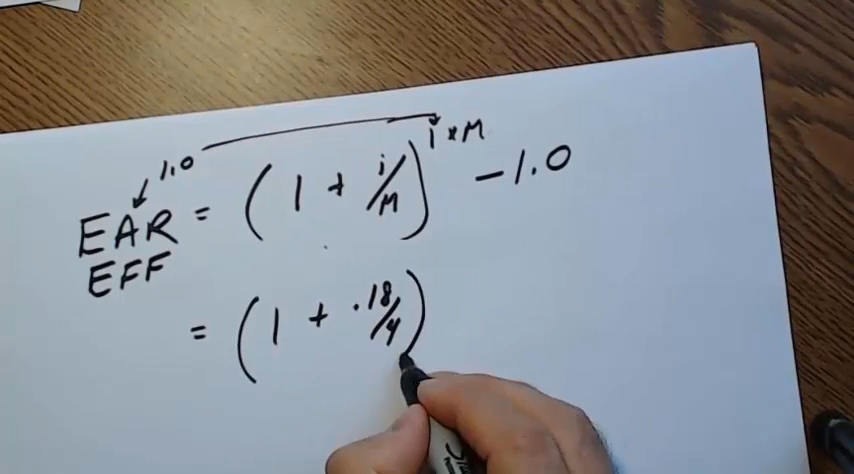 1.0
EAR = (1 + i/M)^1×M - 1.0
EFF
= (1 + .18/4)